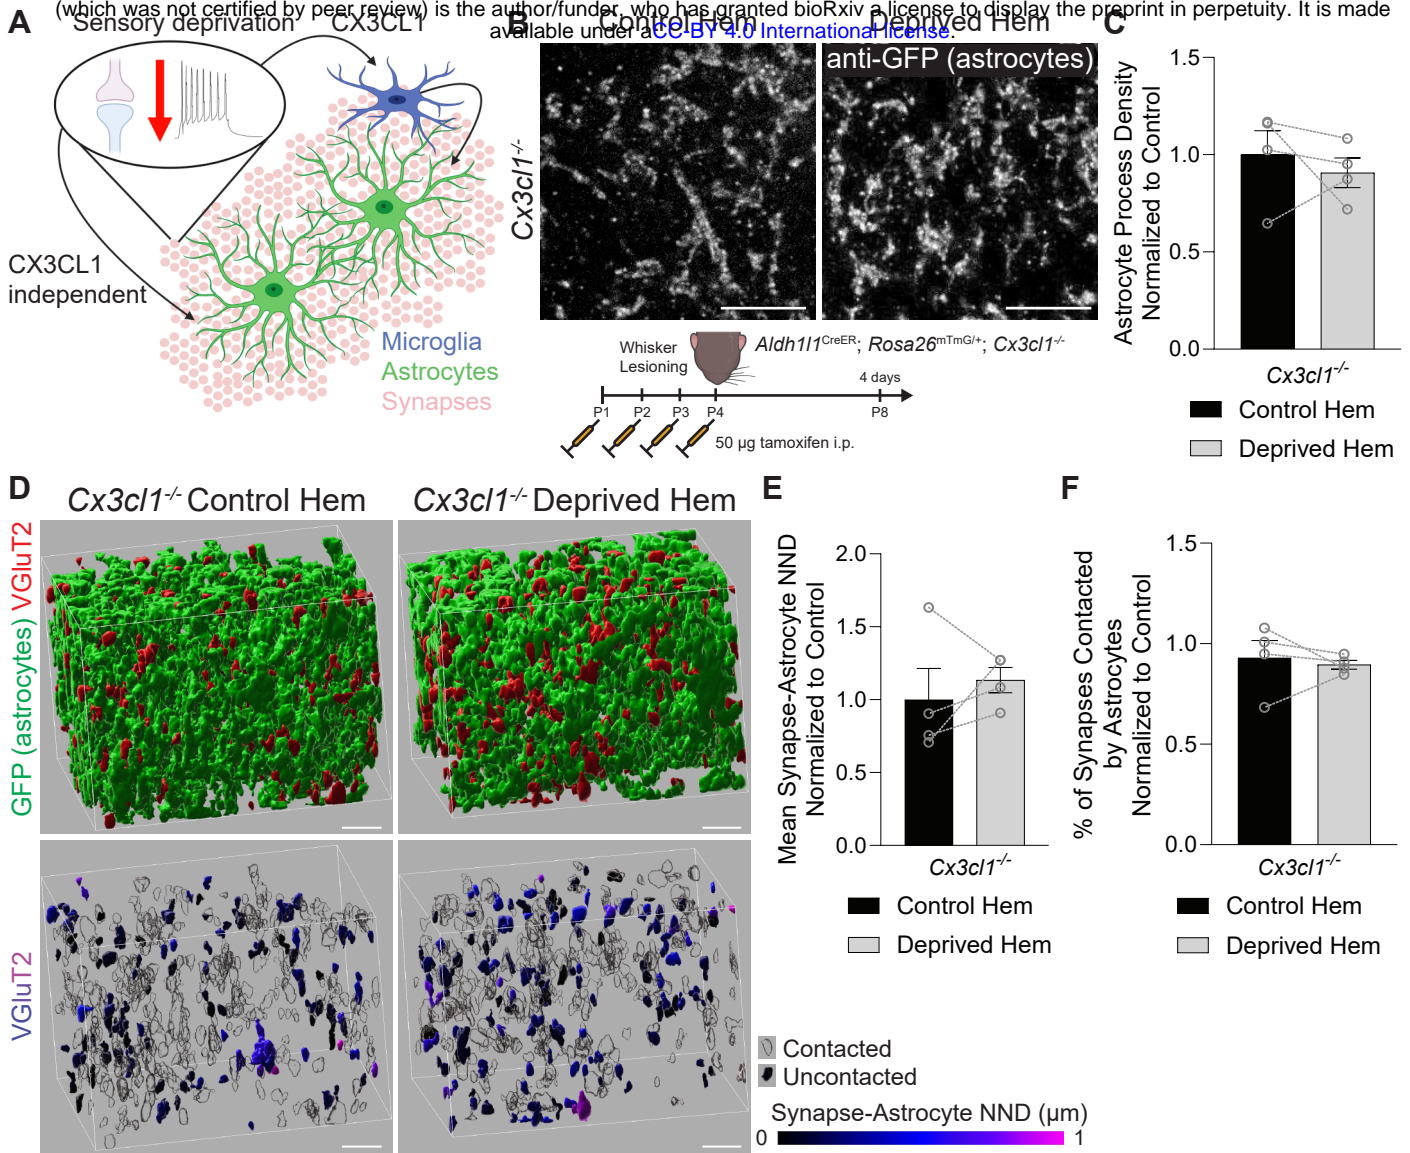 (which was not certified by peer review) is the author/funder, who has granted bioRxiv a license to display the preprint in perpetuity. It is made
available under aCC-BY 4.0 International license.
A
Sensory deprivation
CX3CL1
CX3CL1
independent
Microglia
Astrocytes
Synapses
B
Control Hem
Deprived Hem
anti-GFP (astrocytes)
Cx3cl1-/-
Whisker
Lesioning
Aldh1l1CreER; Rosa26mTmG/+; Cx3cl1-/-
4 days
P1 P2 P3 P4 P8
50 µg tamoxifen i.p.
C
Astrocyte Process Density
Normalized to Control
1.5
1.0
0.5
0.0
Cx3cl1-/-
Control Hem
Deprived Hem
D
Cx3cl1-/- Control Hem
Cx3cl1-/- Deprived Hem
GFP (astrocytes) VGluT2
VGluT2
Contacted
Uncontacted
Synapse-Astrocyte NND (µm)
0 1
E
Mean Synapse-Astrocyte NND
Normalized to Control
2.0
1.5
1.0
0.5
0.0
Cx3cl1-/-
Control Hem
Deprived Hem
F
% of Synapses Contacted
by Astrocytes
Normalized to Control
1.5
1.0
0.5
0.0
Cx3cl1-/-
Control Hem
Deprived Hem